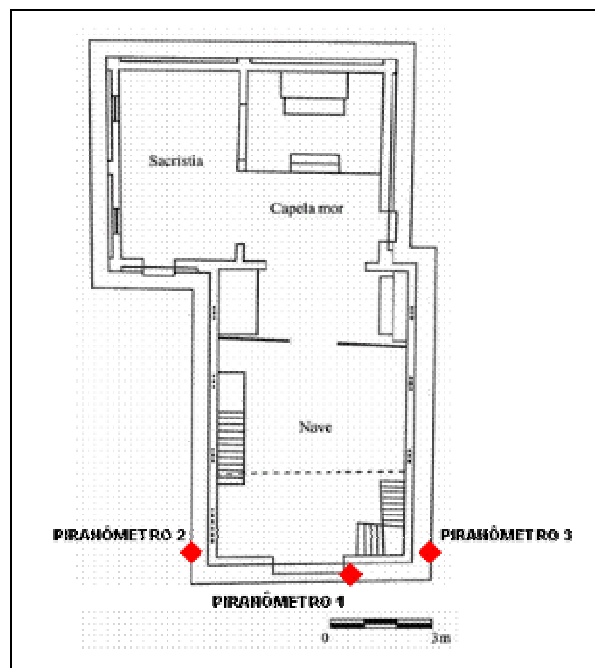 Sacristia
Capela mor
Nave
PIRANÔMETRO 2
PIRANÔMETRO 3
PIRANÔMETRO 1
0 3m